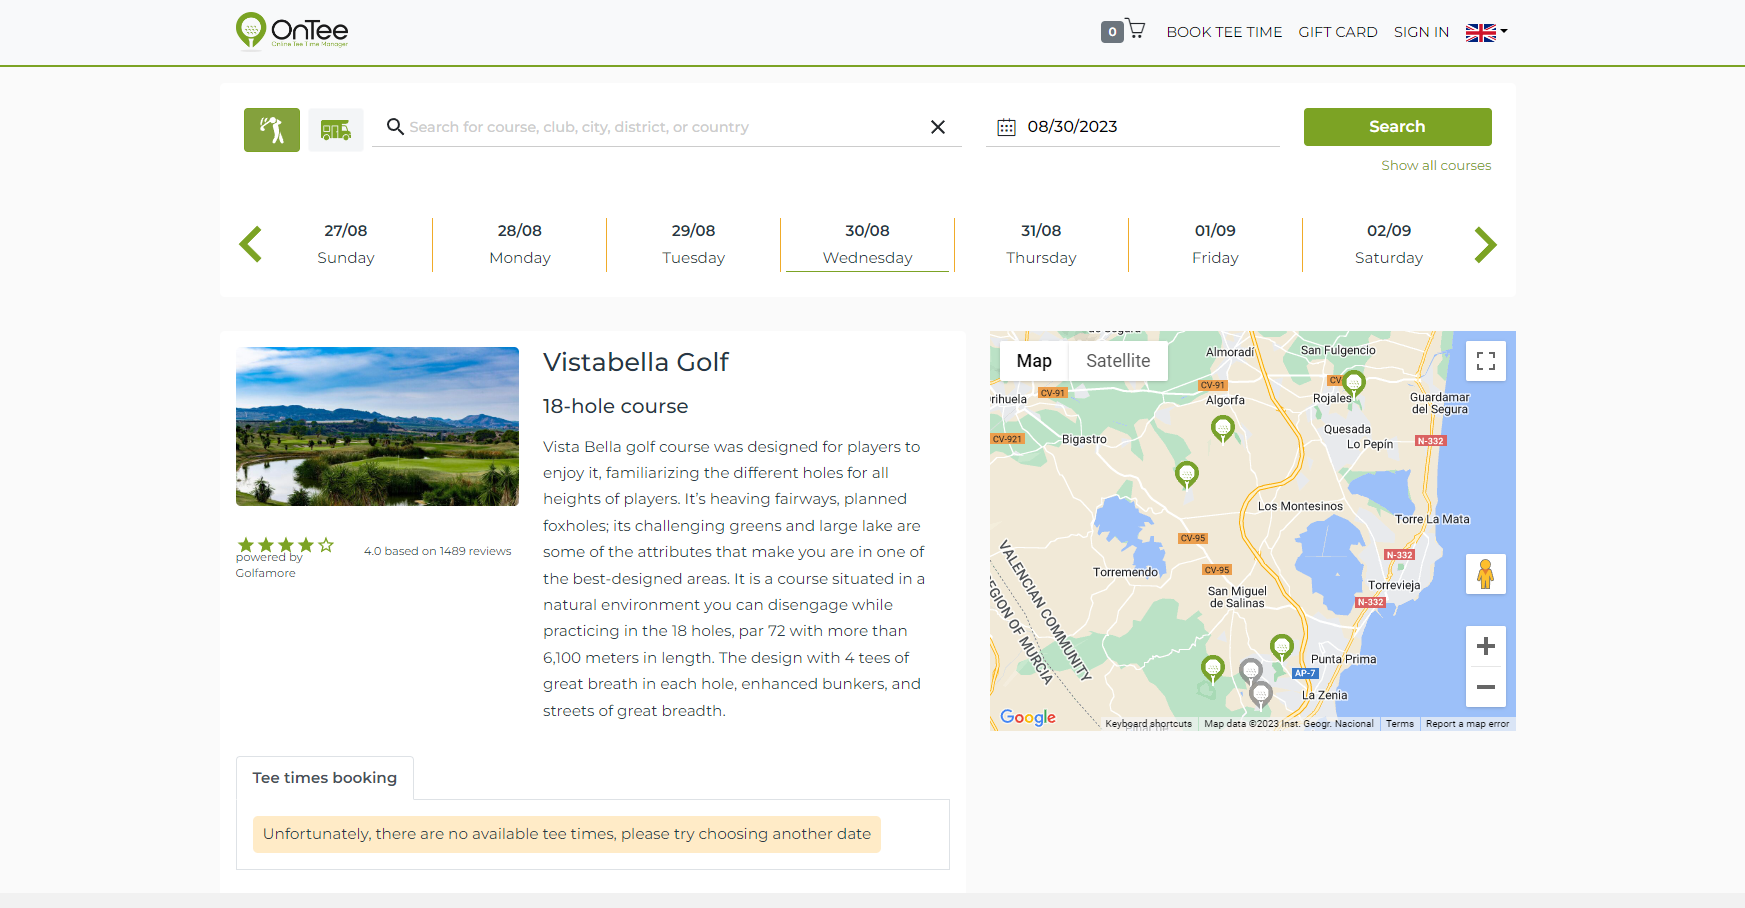 OnTee
Online Tee Time Manager
0
BOOK TEE TIME
GIFT CARD
SIGN IN
Search for course, club, city, district, or country
08/30/2023
Search
Show all courses
27/08
Sunday
28/08
Monday
29/08
Tuesday
30/08
Wednesday
31/08
Thursday
01/09
Friday
02/09
Saturday
Vistabella Golf
18-hole course
Vista Bella golf course was designed for players to
enjoy it, familiarizing the different holes for all
heights of players. It's heaving fairways, planned
foxholes; its challenging greens and large lake are
some of the attributes that make you are in one of
the best-designed areas. It is a course situated in a
natural environment you can disengage while
practicing in the 18 holes, par 72 with more than
6,100 meters in length. The design with 4 tees of
great breath in each hole, enhanced bunkers, and
streets of great breadth.
powered by
Golfamore
4.0 based on 1489 reviews
Tee times booking
Unfortunately, there are no available tee times, please try choosing another date
Map
Satellite
de Segura
Almoradí
San Fulgencio
CV-91
CV-91
CV
rihuela
Algorfa
Rojales
Guardamar
del Segura
CV-921
Bigastro
Quesada
Lo Pepín
N-332
Los Montesinos
Torre La Mata
CV-95
N-332
Torremendo
CV-95
Torrevieja
San Miguel
de Salinas
N-332
VALENCIAN COMMUNITY
REGION OF MURCIA
Punta Prima
AP-7
La Zenia
Google
Keyboard shortcuts
Map data ©2023 Inst. Geogr. Nacional
Terms
Report a map error